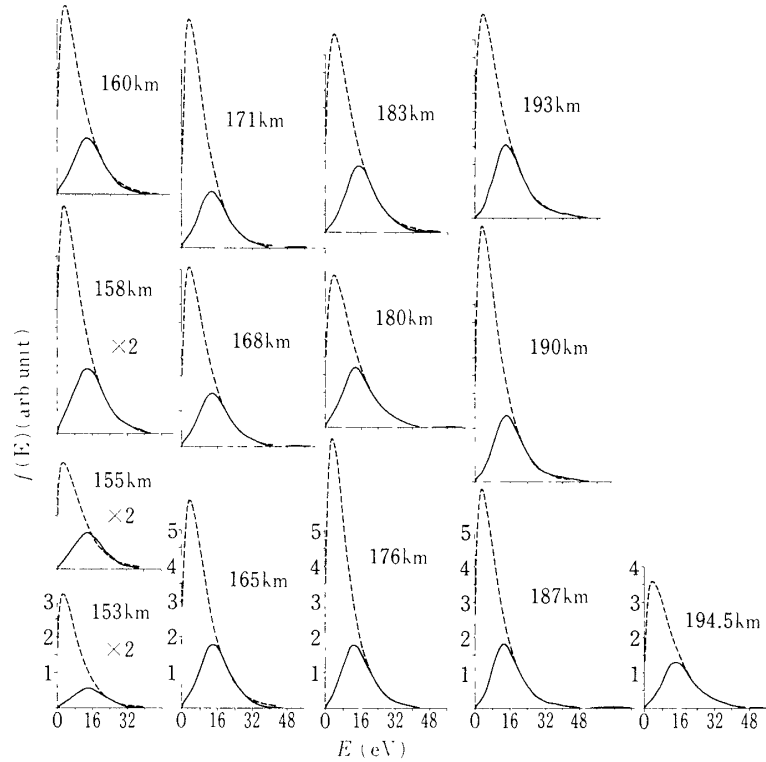 160km
171km
183km
193km
158km
×2
168km
180km
190km
155km
×2
153km
×2
165km
176km
187km
194.5km
f(E)(arb unit)
3
2
1
5
4
3
2
1
5
4
3
2
1
5
4
3
2
1
4
3
2
1
0 16 32
0 16 32 48
0 16 32 48
0 16 32 48
0 16 32 48
E (eV)